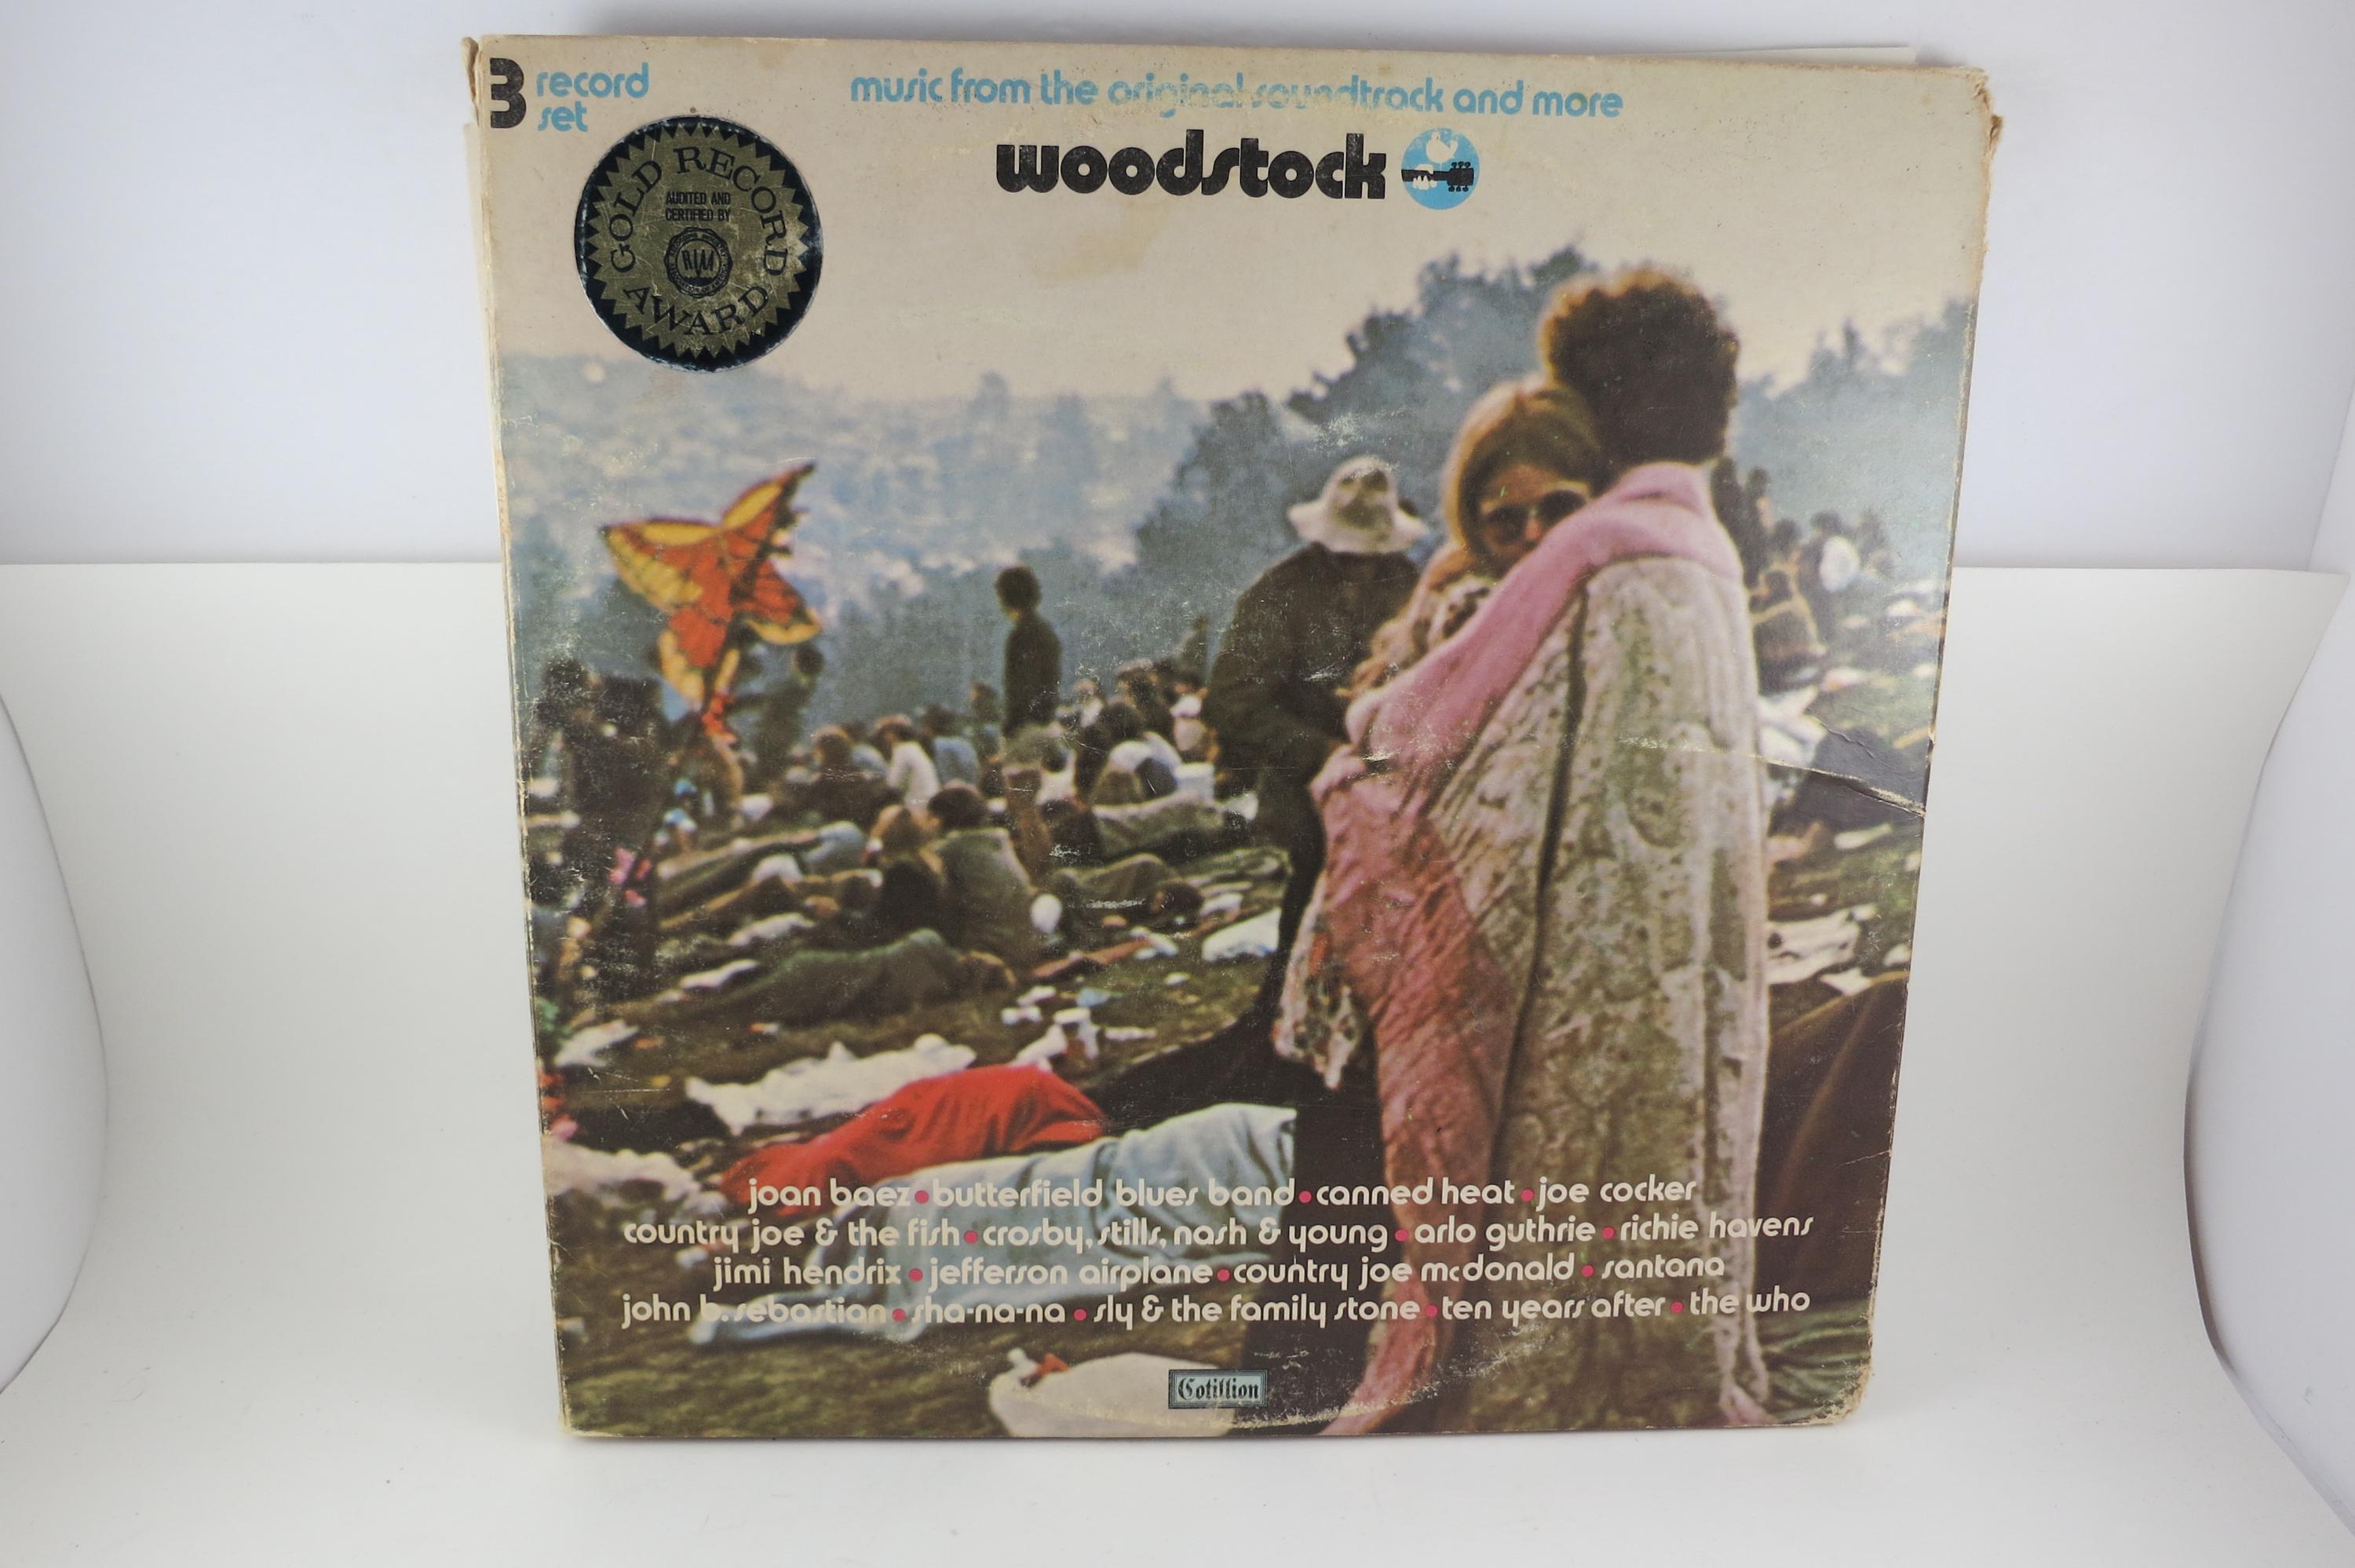 3 record
set
music from the original soundtrack and more
woodstock
GOLD RECORD
AUDITED AND
CERTIFIED BY
RIAA
AWARD
joan baez • butterfield blues band • canned heat • joe cocker
country joe & the fish • crosby, stills, nash & young • arlo guthrie • richie havens
jimi hendrix • jefferson airplane • country joe mcdonald • santana
john b. sebastian • sha-na-na • sly & the family stone • ten years after • the who
Cotillion